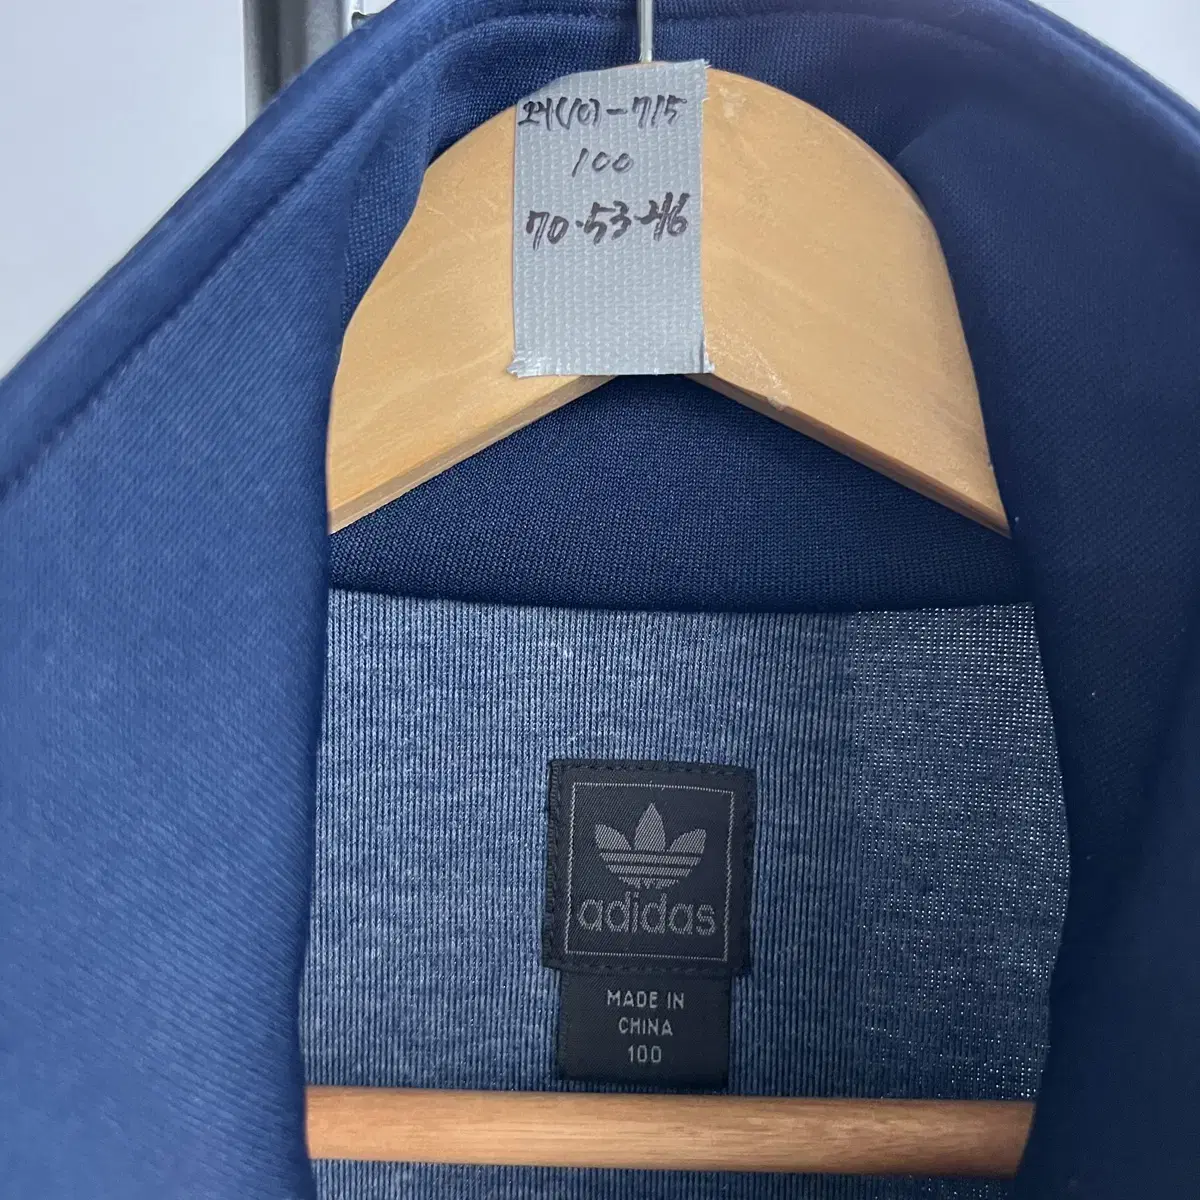 24(10)-715
100
70-53-46
adidas
MADE IN
CHINA
100